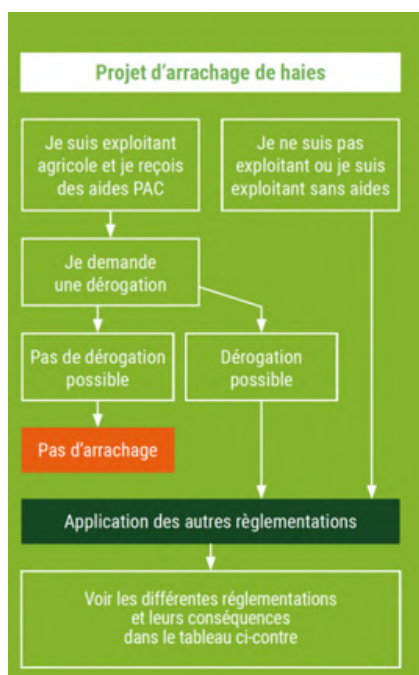 Projet d'arrachage de haies
Je suis exploitant
agricole et je reçois
des aides PAC
Je ne suis pas
exploitant ou je suis
exploitant sans aides
Je demande
une dérogation
Pas de dérogation
possible
Dérogation
possible
Pas d'arrachage
Application des autres règlementations
Voir les différentes réglementations
et leurs conséquences
dans le tableau ci-contre